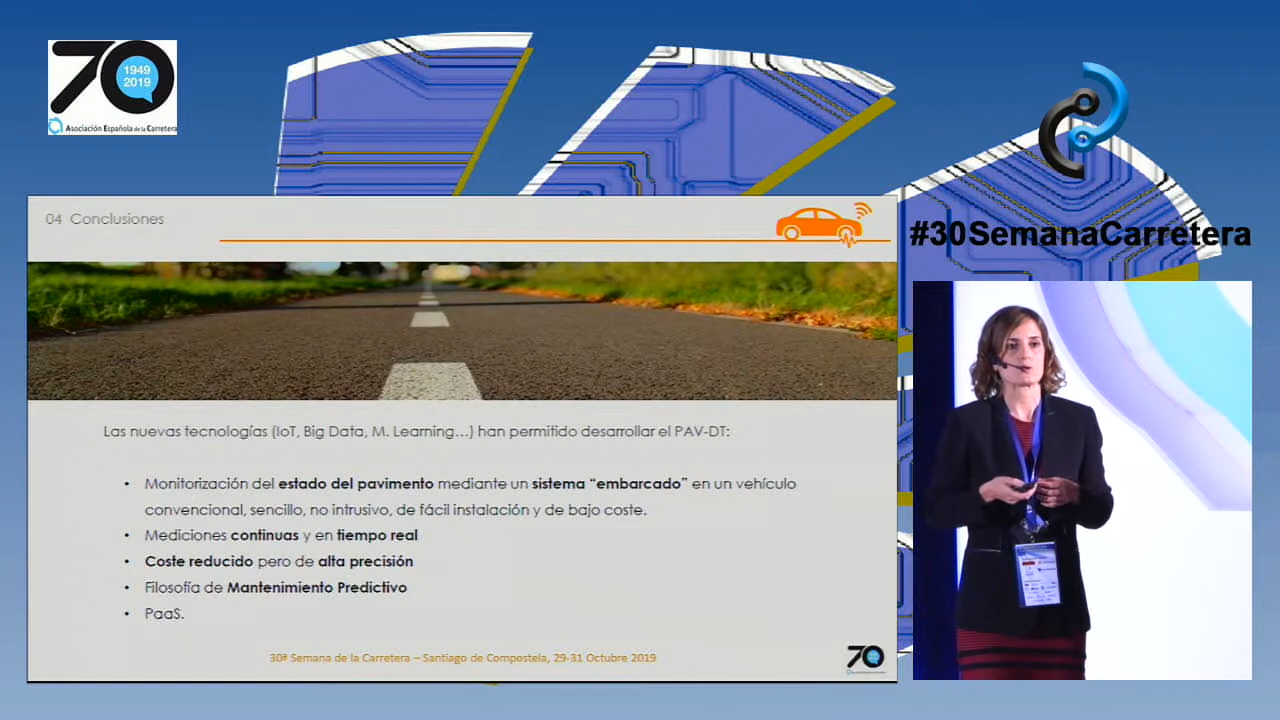 70
1949
2019
Asociación Española de la Carretera
#30SemanaCarretera
04 Conclusiones
Las nuevas tecnologías (IoT, Big Data, M. Learning...) han permitido desarrollar el PAV-DT:
• Monitorización del estado del pavimento mediante un sistema “embarcado” en un vehículo
convencional, sencillo, no intrusivo, de fácil instalación y de bajo coste.
• Mediciones continuas y en tiempo real
• Coste reducido pero de alta precisión
• Filosofía de Mantenimiento Predictivo
• PaaS.
30ª Semana de la Carretera – Santiago de Compostela, 29-31 Octubre 2019
70